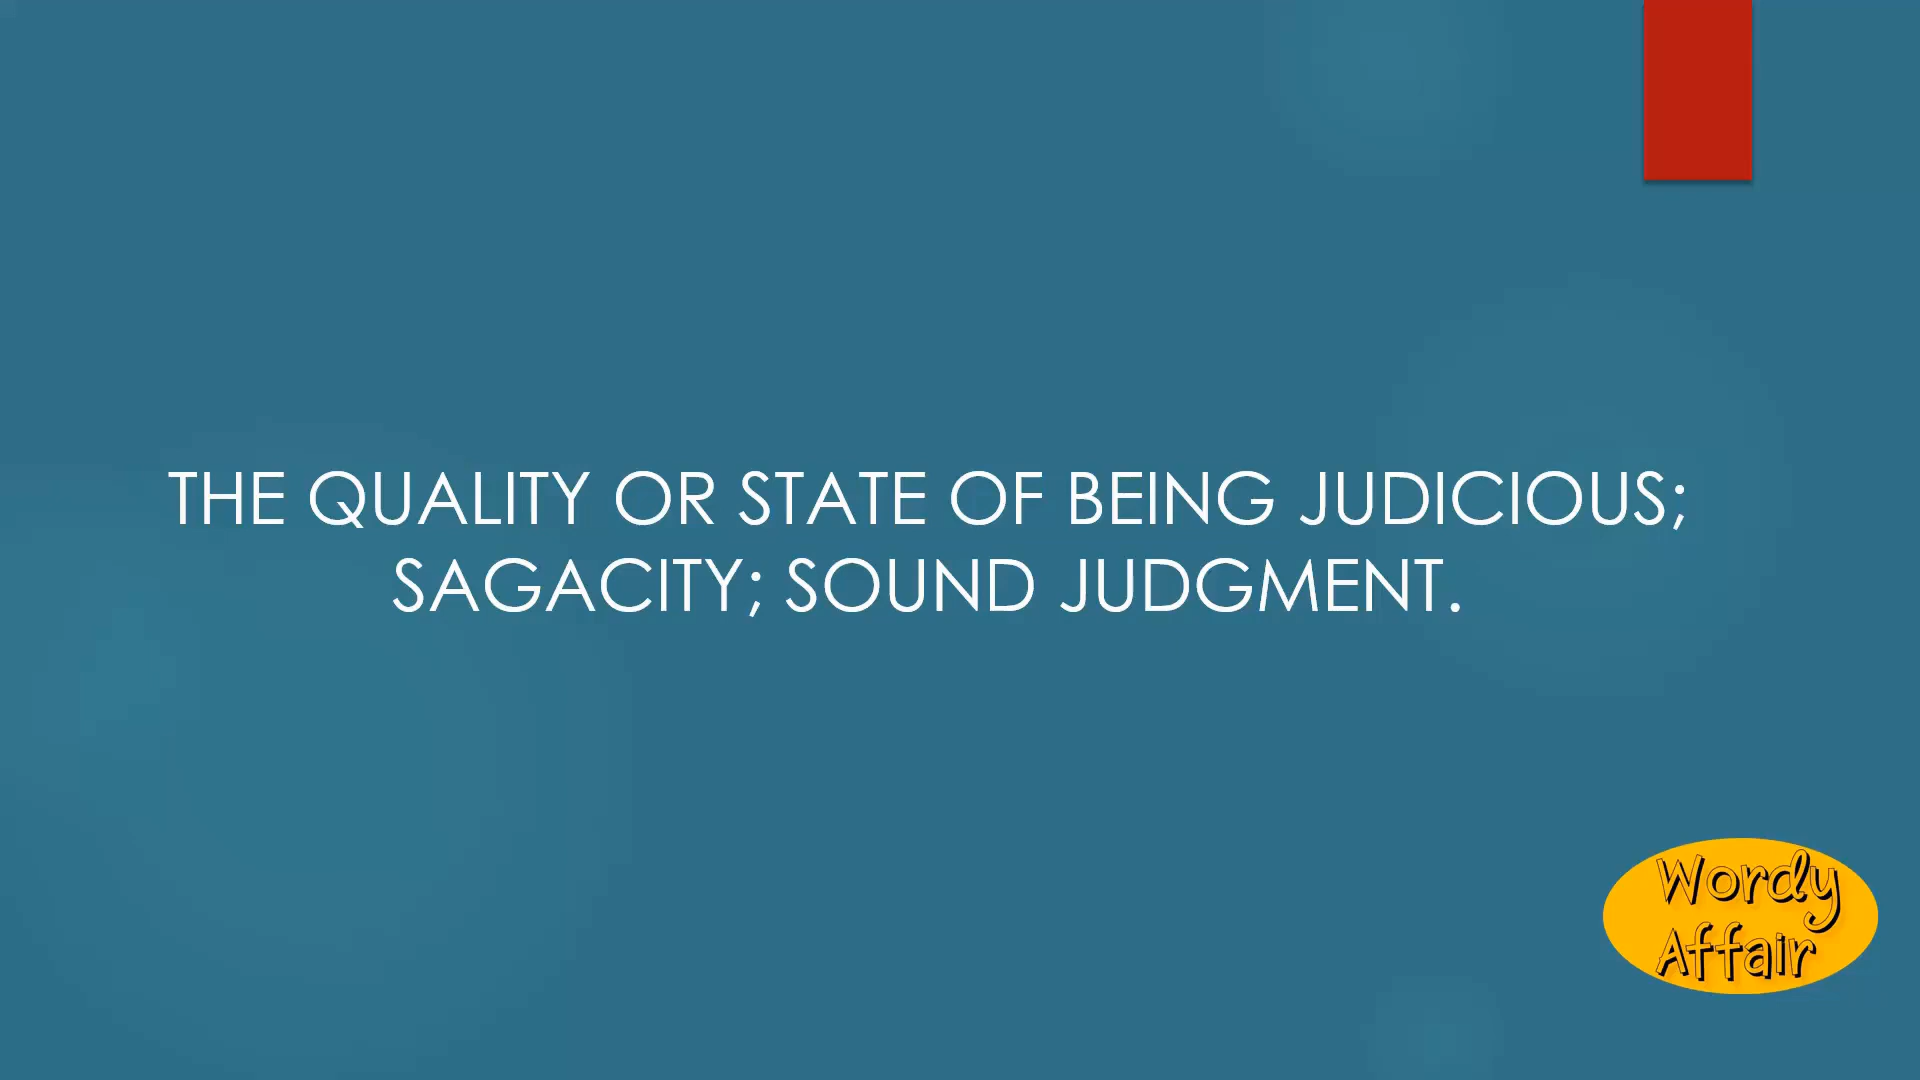 THE QUALITY OR STATE OF BEING JUDICIOUS;
SAGACITY; SOUND JUDGMENT.
Wordy
Affair